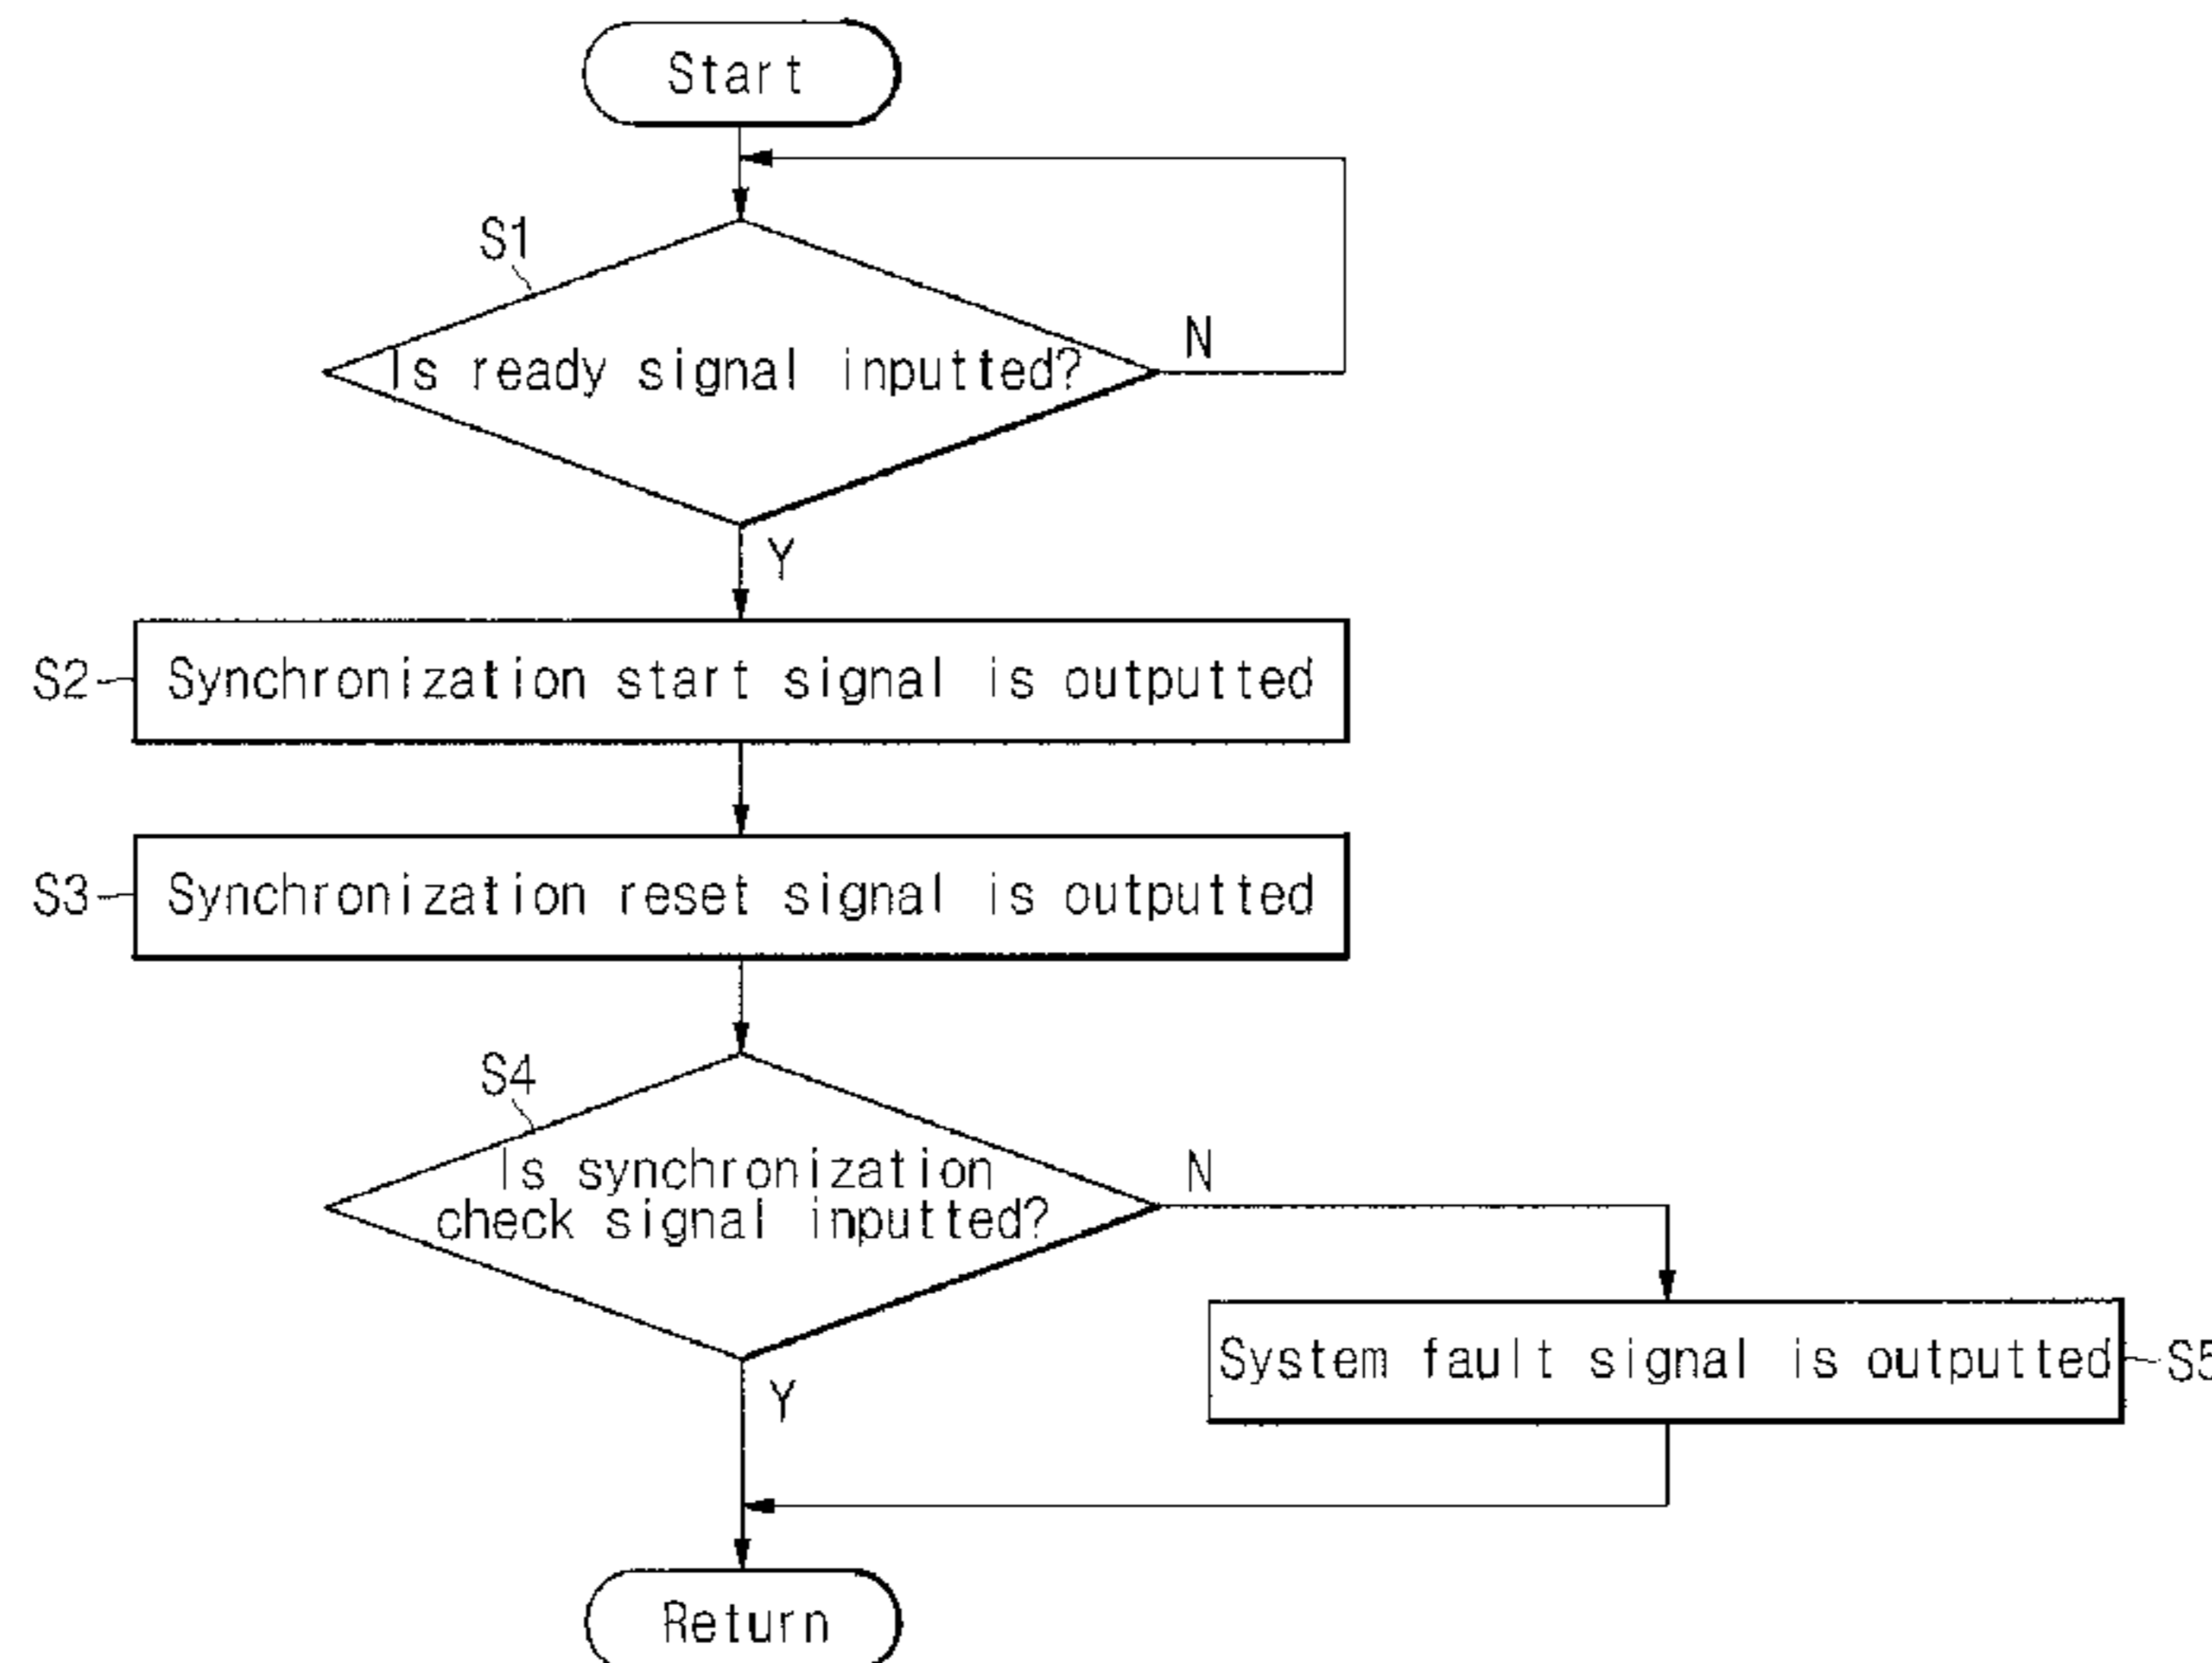 Start
S1
Is ready signal inputted?
N
Y
S2
Synchronization start signal is outputted
S3
Synchronization reset signal is outputted
S4
Is synchronization
check signal inputted?
N
System fault signal is outputted
S5
Y
Return